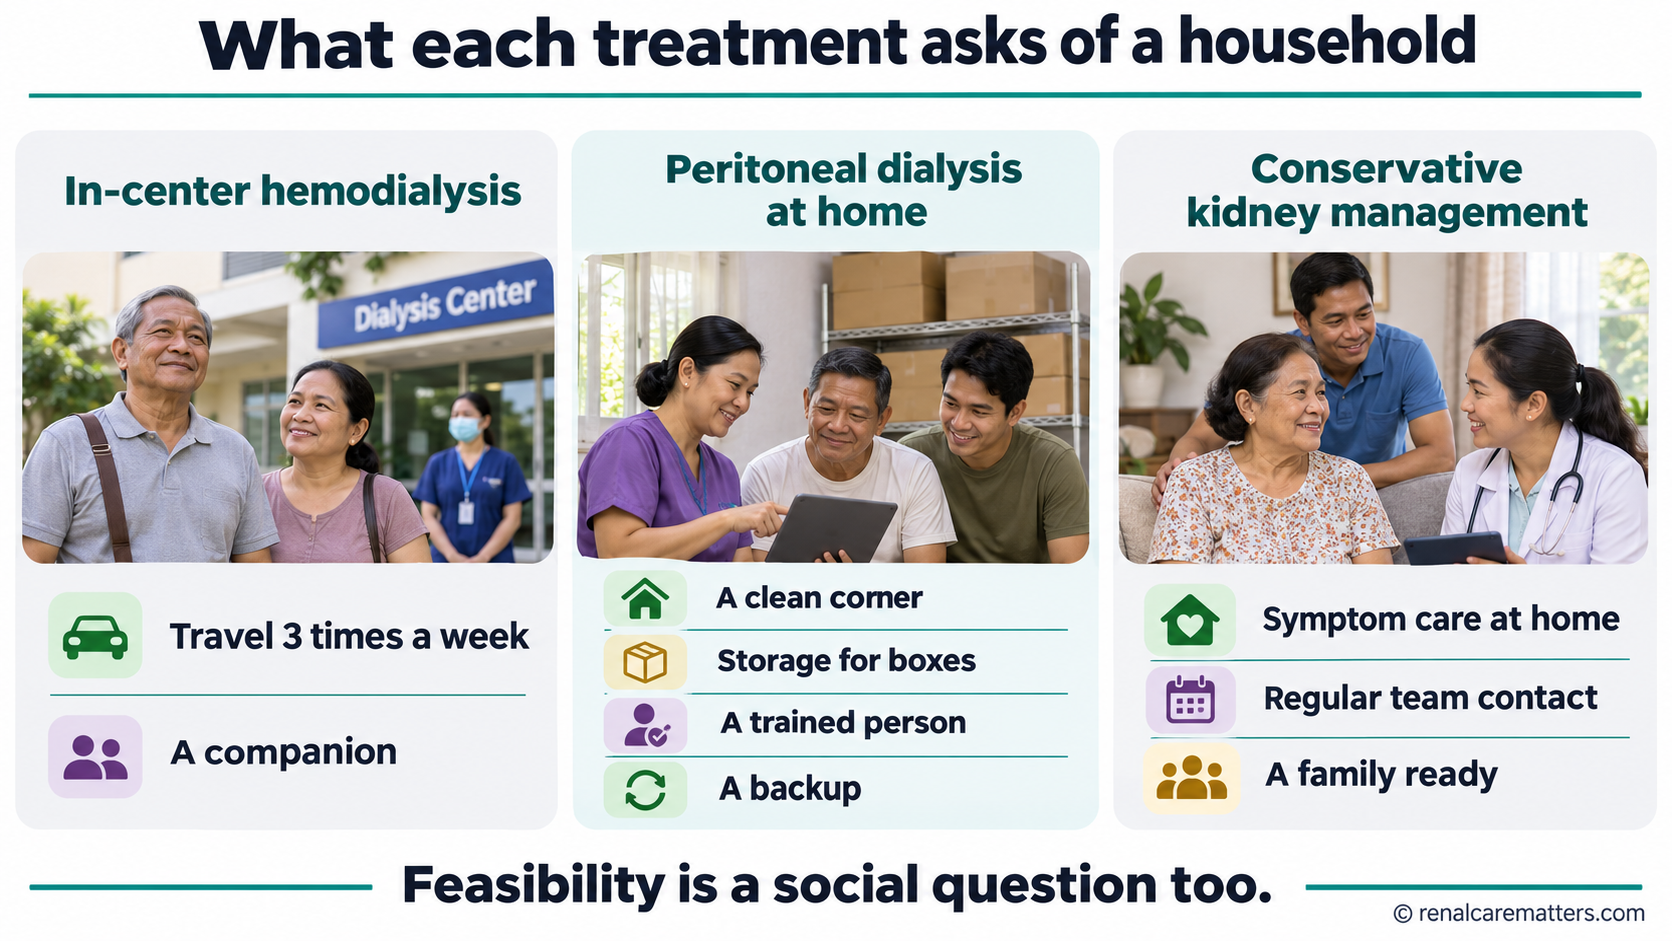 What each treatment asks of a household
In-center hemodialysis
Dialysis Center
Travel 3 times a week
A companion
Peritoneal dialysis
at home
A clean corner
Storage for boxes
A trained person
A backup
Conservative
kidney management
Symptom care at home
Regular team contact
A family ready
Feasibility is a social question too.
© renalcarematters.com